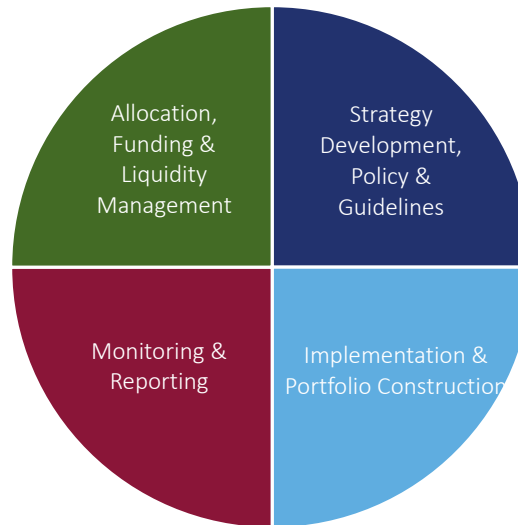 Allocation,
Funding &
Liquidity
Management
Strategy
Development,
Policy &
Guidelines
Monitoring &
Reporting
Implementation &
Portfolio Construction